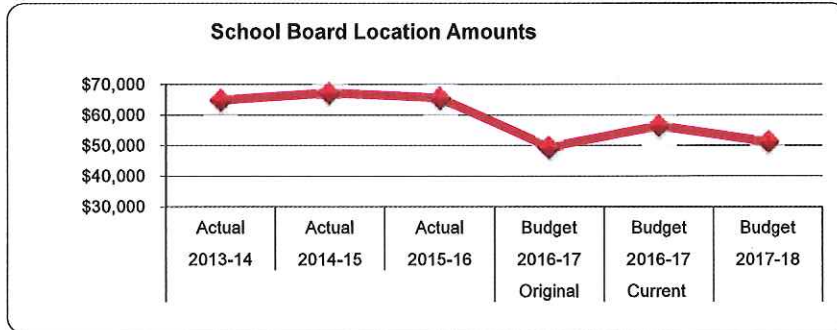 School Board Location Amounts
$70,000
$60,000
$50,000
$40,000
$30,000
Actual Actual Actual Budget Budget Budget
2013-14 2014-15 2015-16 2016-17 2016-17 2017-18
Original Current